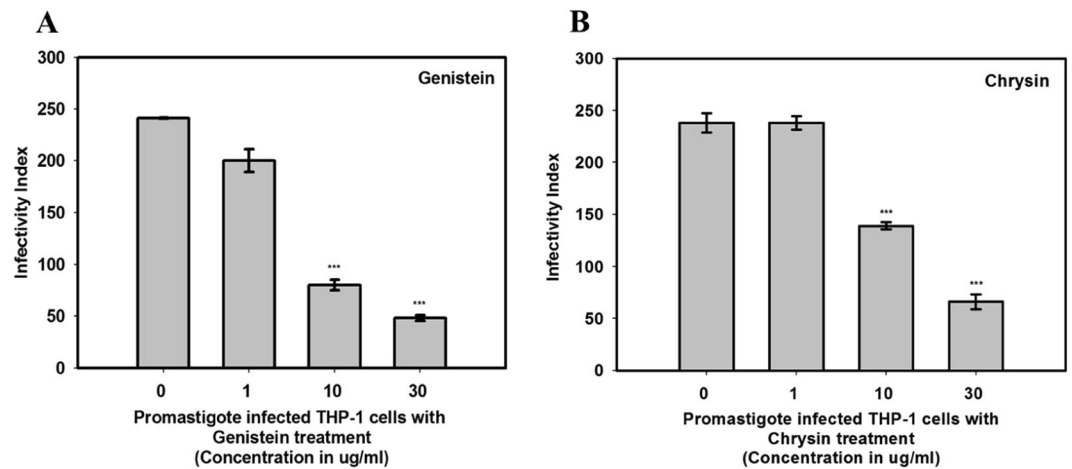 A
300
250
200
150
100
50
0
Infectivity Index
Genistein
***
***
0 1 10 30
Promastigote infected THP-1 cells with
Genistein treatment
(Concentration in ug/ml)
B
300
250
200
150
100
50
0
Infectivity Index
Chrysin
***
***
0 1 10 30
Promastigote infected THP-1 cells with
Chrysin treatment
(Concentration in ug/ml)